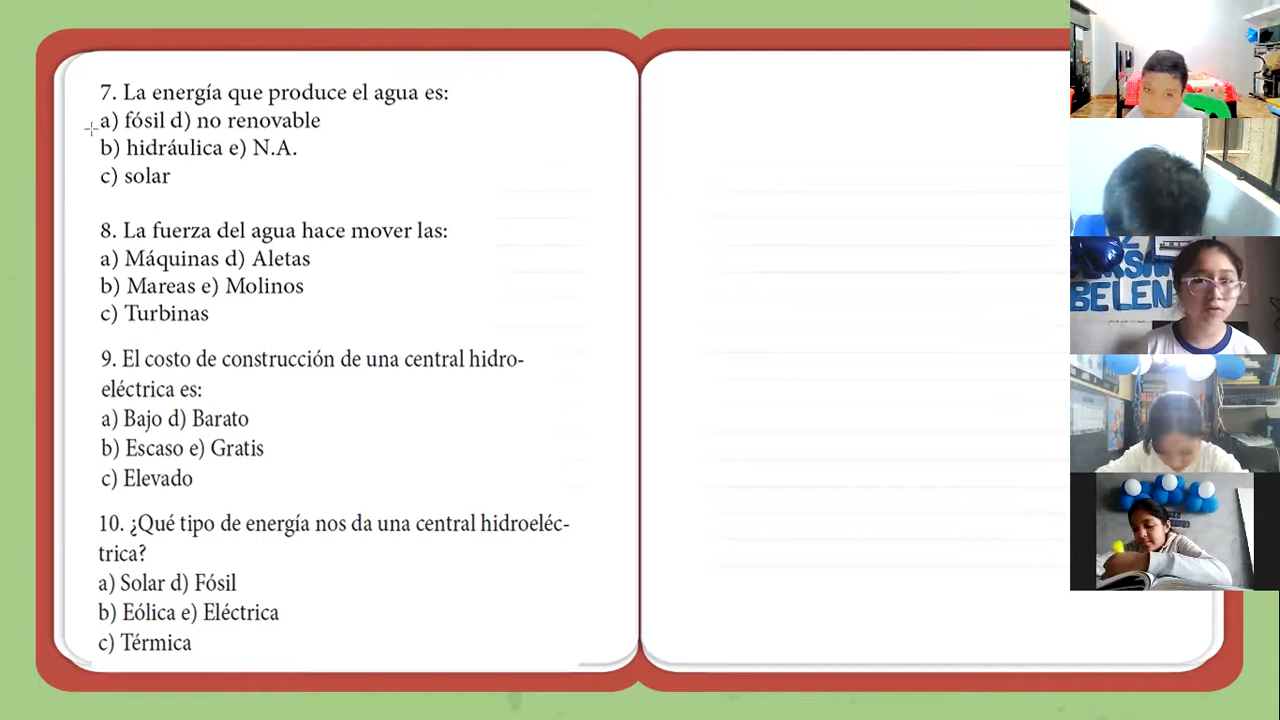 7. La energía que produce el agua es:
a) fósil d) no renovable
b) hidráulica e) N.A.
c) solar
8. La fuerza del agua hace mover las:
a) Máquinas d) Aletas
b) Mareas e) Molinos
c) Turbinas
9. El costo de construcción de una central hidro-
eléctrica es:
a) Bajo d) Barato
b) Escaso e) Gratis
c) Elevado
10. ¿Qué tipo de energía nos da una central hidroeléc-
trica?
a) Solar d) Fósil
b) Eólica e) Eléctrica
c) Térmica
BELEN